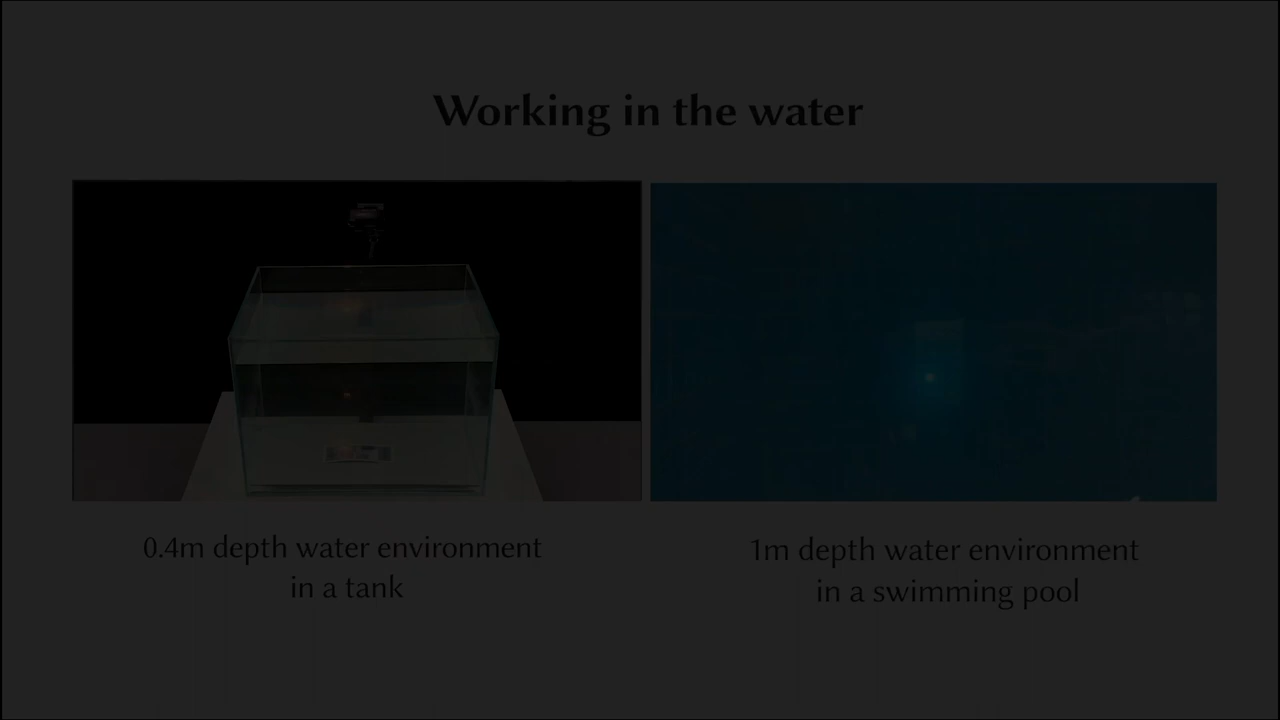 Working in the water
0.4m depth water environment
in a tank
1m depth water environment
in a swimming pool